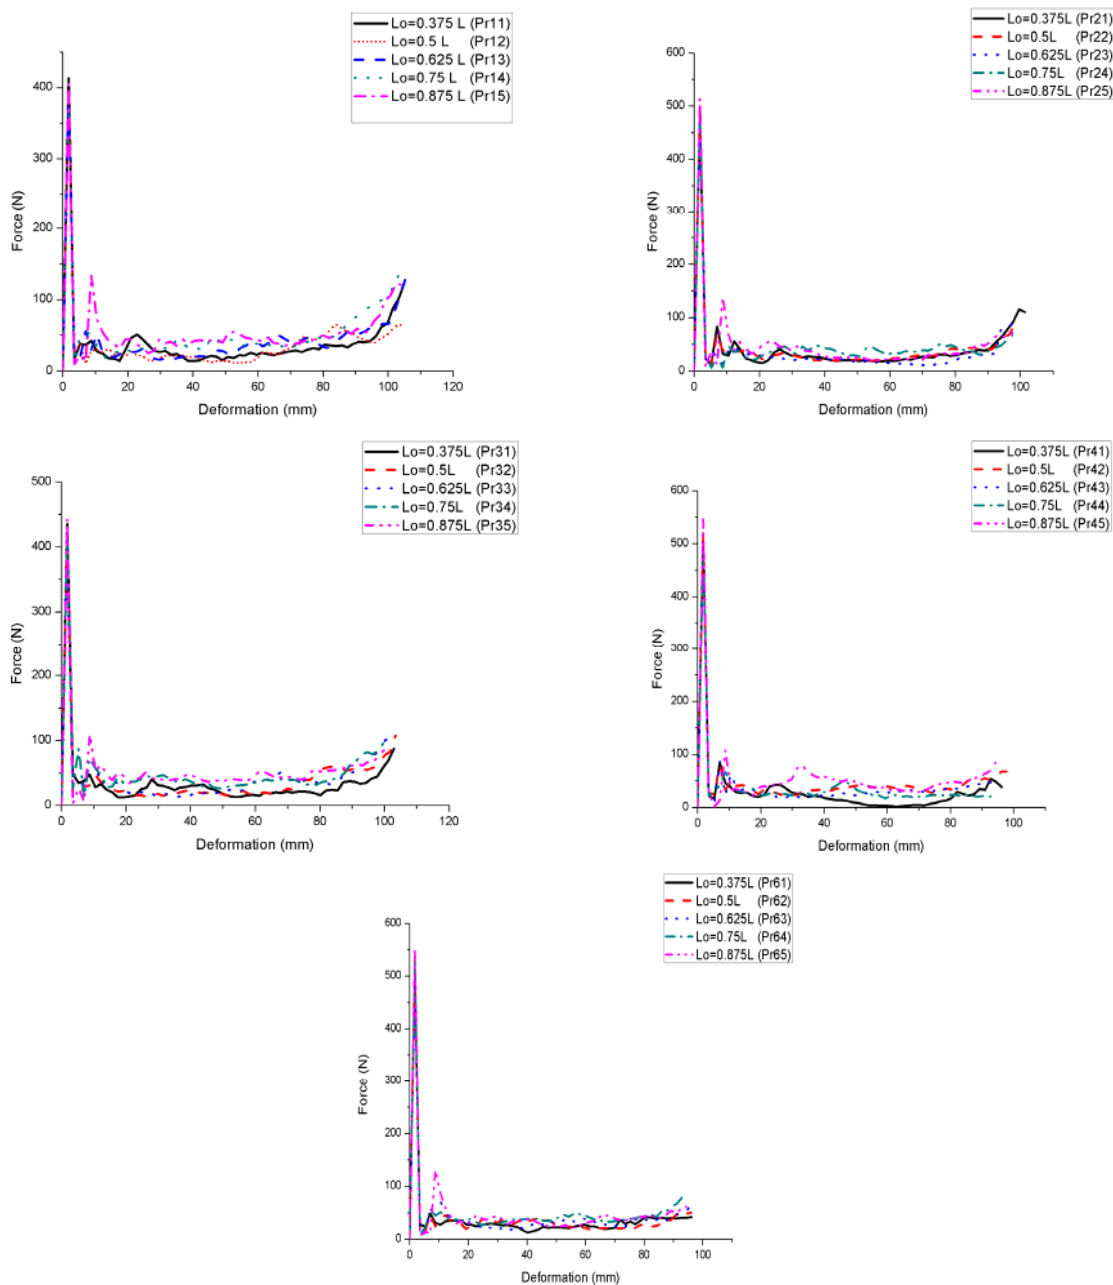 Lo=0.375 L (Pr11)
Lo=0.5 L (Pr12)
Lo=0.625 L (Pr13)
Lo=0.75 L (Pr14)
Lo=0.875 L (Pr15)
400
300
200
100
0
Force (N)
0 20 40 60 80 100 120
Deformation (mm)
Lo=0.375L (Pr21)
Lo=0.5L (Pr22)
Lo=0.625L (Pr23)
Lo=0.75L (Pr24)
Lo=0.875L (Pr25)
600
500
400
300
200
100
0
Force (N)
0 20 40 60 80 100
Deformation (mm)
Lo=0.375L (Pr31)
Lo=0.5L (Pr32)
Lo=0.625L (Pr33)
Lo=0.75L (Pr34)
Lo=0.875L (Pr35)
500
400
300
200
100
0
Force (N)
0 20 40 60 80 100 120
Deformation (mm)
Lo=0.375L (Pr41)
Lo=0.5L (Pr42)
Lo=0.625L (Pr43)
Lo=0.75L (Pr44)
Lo=0.875L (Pr45)
600
500
400
300
200
100
0
Force (N)
0 20 40 60 80 100
Deformation (mm)
Lo=0.375L (Pr61)
Lo=0.5L (Pr62)
Lo=0.625L (Pr63)
Lo=0.75L (Pr64)
Lo=0.875L (Pr65)
600
500
400
300
200
100
0
Force (N)
0 20 40 60 80 100
Deformation (mm)